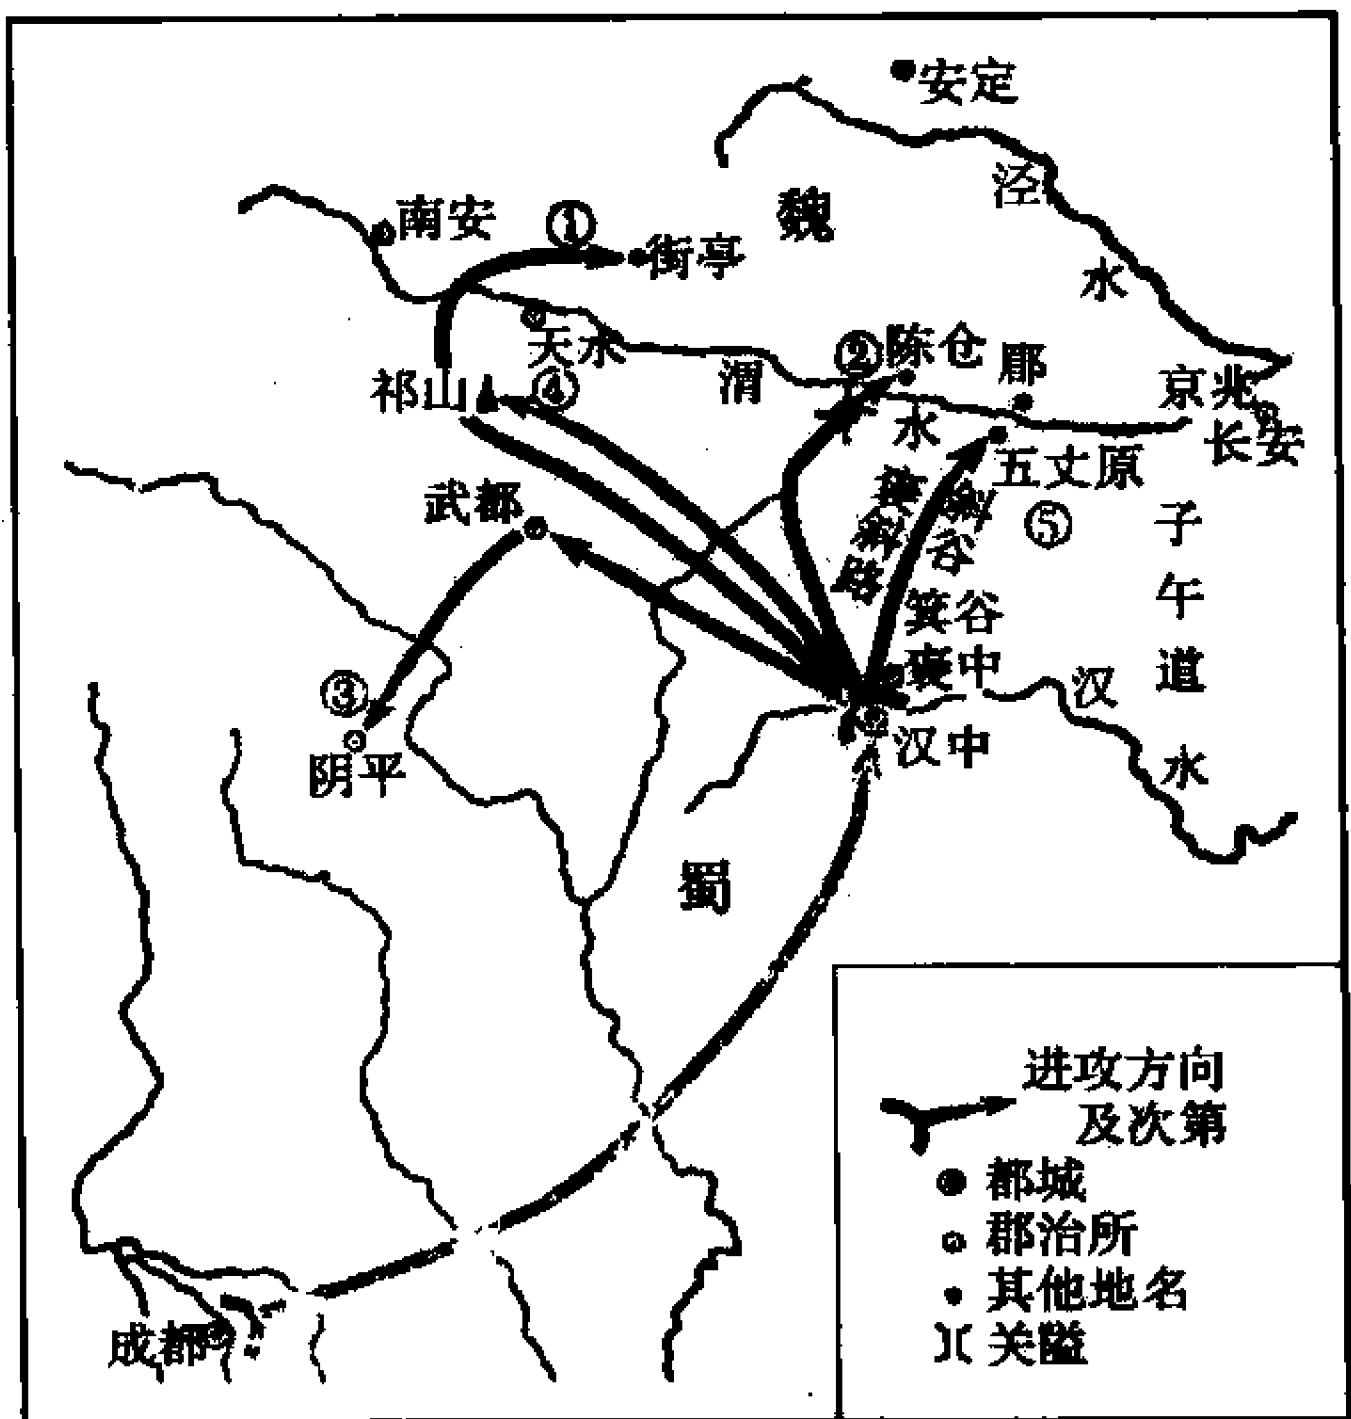 安定
泾
水
魏
南安
①
街亭
天水
④
祁山
渭
水
②
陈仓
郿
京兆
长安
五丈原
⑤
武都
斜
谷
箕谷
褒中
子
午
道
汉
水
汉中
③
阴平
蜀
成都
进攻方向
及次第
都城
郡治所
其他地名
关隘